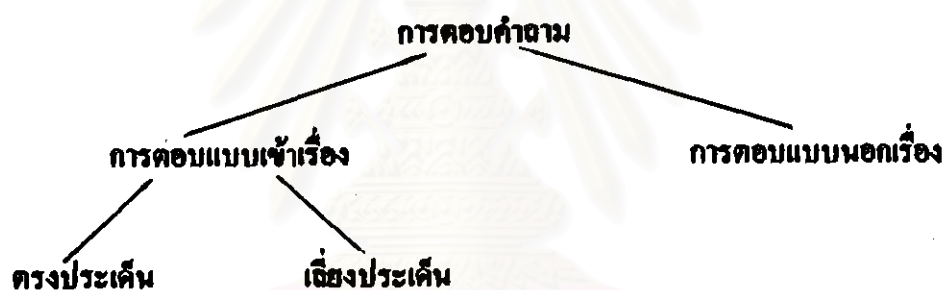 การตอบคำถาม
การตอบแบบเข้าเรื่อง
การตอบแบบนอกเรื่อง
ตรงประเด็น
เลี่ยงประเด็น